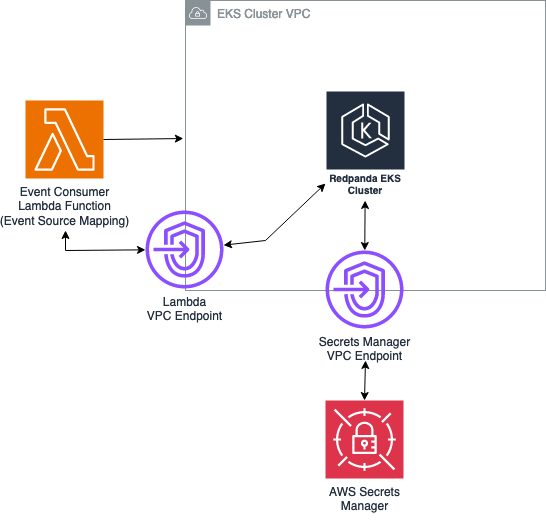 EKS Cluster VPC
K
Redpanda EKS
Cluster
Event Consumer
Lambda Function
(Event Source Mapping)
Lambda
VPC Endpoint
Secrets Manager
VPC Endpoint
AWS Secrets
Manager